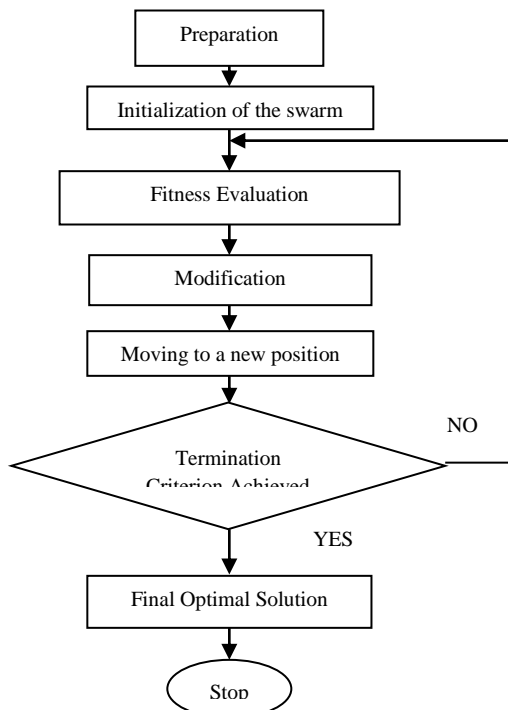 Preparation
Initialization of the swarm
Fitness Evaluation
Modification
Moving to a new position
NO
Termination
Criterion Achieved
YES
Final Optimal Solution
Stop